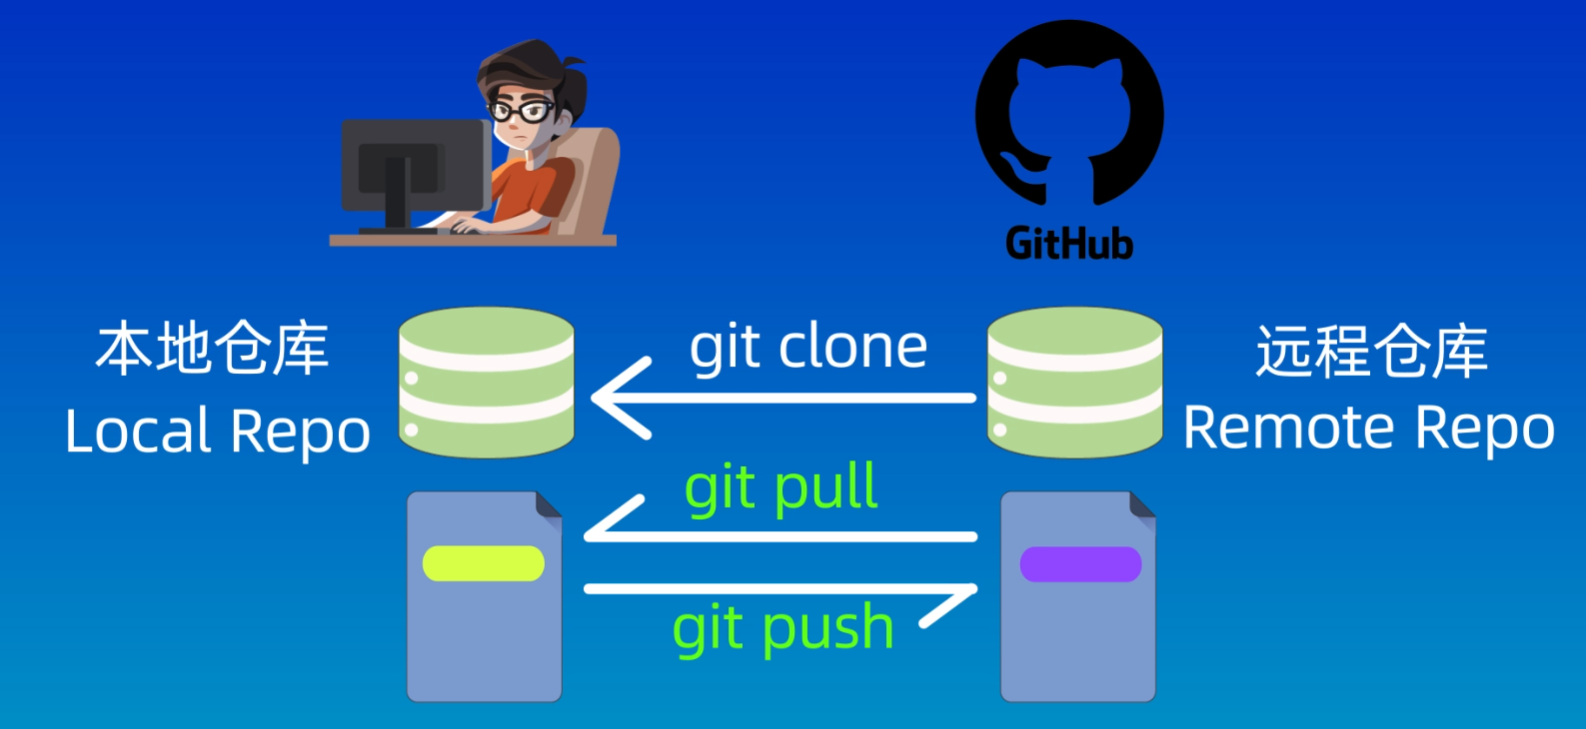 GitHub
本地仓库
Local Repo
git clone
远程仓库
Remote Repo
git pull
git push